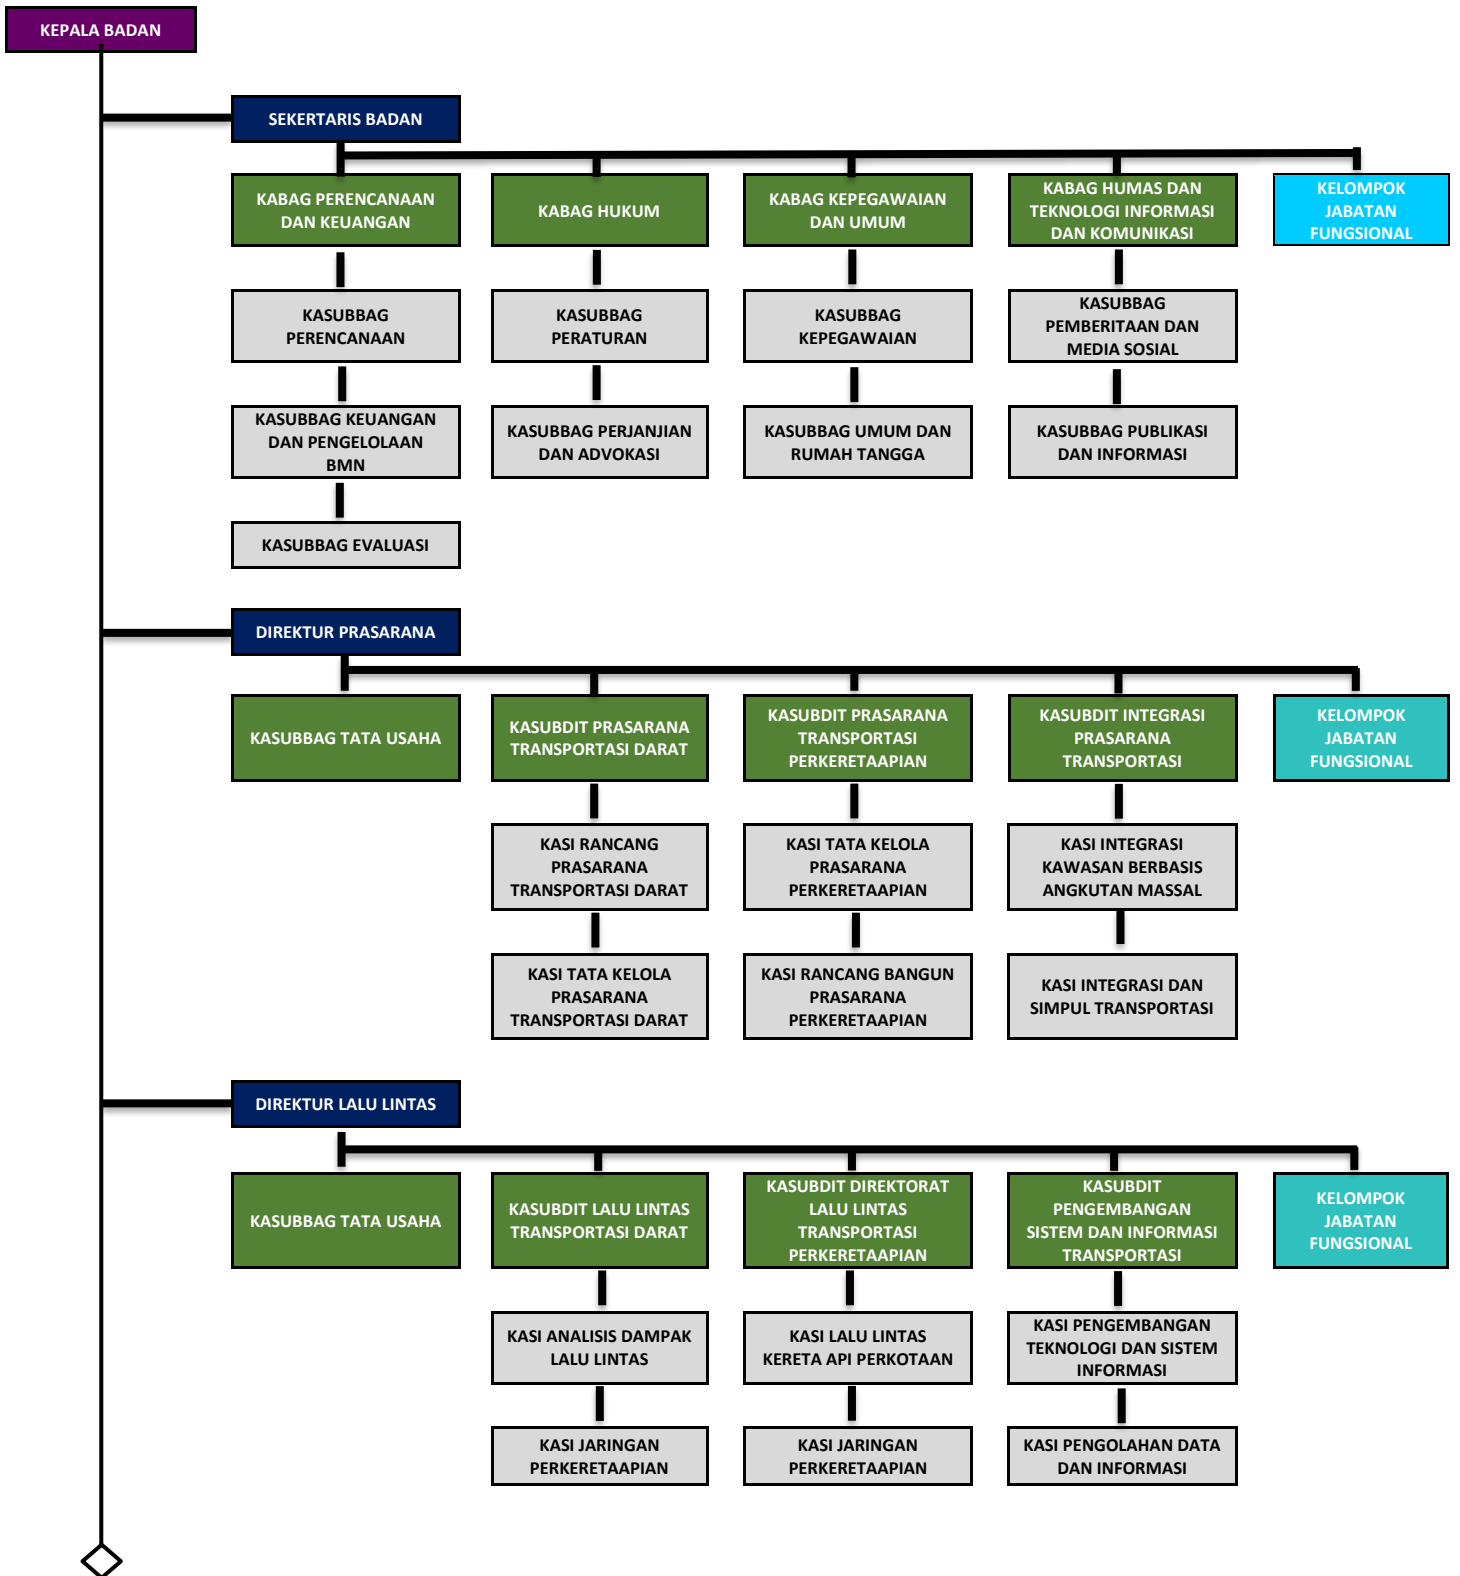 KEPALA BADAN
SEKERTARIS BADAN
KABAG PERENCANAAN
DAN KEUANGAN
KABAG HUKUM
KABAG KEPEGAWAIAN
DAN UMUM
KABAG HUMAS DAN
TEKNOLOGI INFORMASI
DAN KOMUNIKASI
KELOMPOK
JABATAN
FUNGSIONAL
KASUBBAG
PERENCANAAN
KASUBBAG
PERATURAN
KASUBBAG
KEPEGAWAIAN
KASUBBAG
PEMBERITAAN DAN
MEDIA SOSIAL
KASUBBAG KEUANGAN
DAN PENGELOLAAN
BMN
KASUBBAG PERJANJIAN
DAN ADVOKASI
KASUBBAG UMUM DAN
RUMAH TANGGA
KASUBBAG PUBLIKASI
DAN INFORMASI
KASUBBAG EVALUASI
DIREKTUR PRASARANA
KASUBBAG TATA USAHA
KASUBDIT PRASARANA
TRANSPORTASI DARAT
KASUBDIT PRASARANA
TRANSPORTASI
PERKERETAAPIAN
KASUBDIT INTEGRASI
PRASARANA
TRANSPORTASI
KELOMPOK
JABATAN
FUNGSIONAL
KASI RANCANG
PRASARANA
TRANSPORTASI DARAT
KASI TATA KELOLA
PRASARANA
PERKERETAAPIAN
KASI INTEGRASI
KAWASAN BERBASIS
ANGKUTAN MASSAL
KASI TATA KELOLA
PRASARANA
TRANSPORTASI DARAT
KASI RANCANG BANGUN
PRASARANA
PERKERETAAPIAN
KASI INTEGRASI DAN
SIMPUL TRANSPORTASI
DIREKTUR LALU LINTAS
KASUBBAG TATA USAHA
KASUBDIT LALU LINTAS
TRANSPORTASI DARAT
KASUBDIT DIREKTORAT
LALU LINTAS
TRANSPORTASI
PERKERETAAPIAN
KASUBDIT
PENGEMBANGAN
SISTEM DAN INFORMASI
TRANSPORTASI
KELOMPOK
JABATAN
FUNGSIONAL
KASI ANALISIS DAMPAK
LALU LINTAS
KASI LALU LINTAS
KERETA API PERKOTAAN
KASI PENGEMBANGAN
TEKNOLOGI DAN SISTEM
INFORMASI
KASI JARINGAN
PERKERETAAPIAN
KASI JARINGAN
PERKERETAAPIAN
KASI PENGOLAHAN DATA
DAN INFORMASI